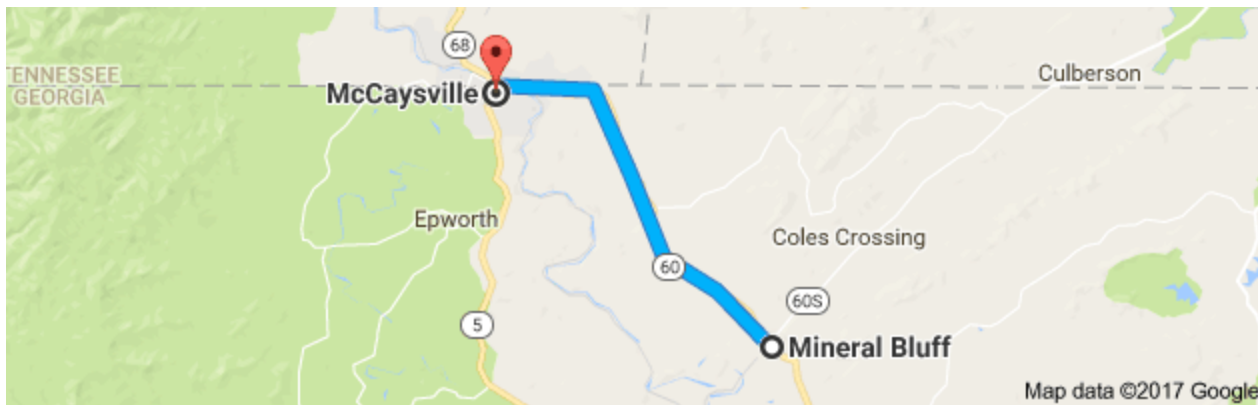 68
TENNESSEE
GEORGIA
McCaysville
Culberson
Epworth
Coles Crossing
60
60S
5
Mineral Bluff
Map data ©2017 Google